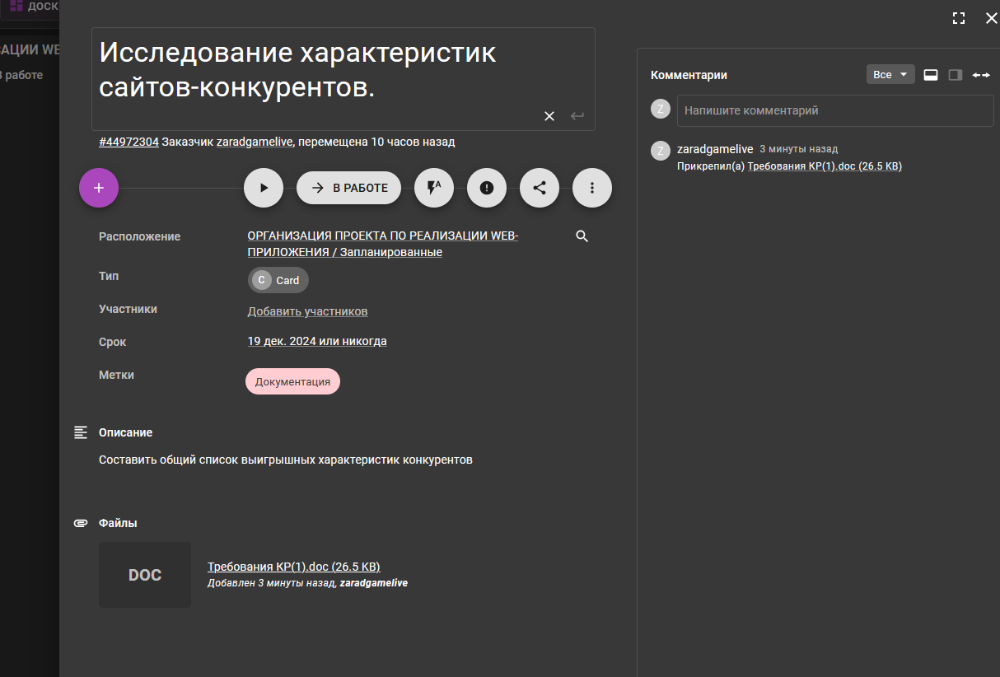 ДОСК
АЦИИ WE
В работе
Исследование характеристик
сайтов-конкурентов.
#44972304 Заказчик zaradgamelive, перемещена 10 часов назад
В РАБОТЕ
Расположение
ОРГАНИЗАЦИЯ ПРОЕКТА ПО РЕАЛИЗАЦИИ WEB-
ПРИЛОЖЕНИЯ / Запланированные
Тип
C Card
Участники
Добавить участников
Срок
19 дек. 2024 или никогда
Метки
Документация
Описание
Составить общий список выигрышных характеристик конкурентов
Файлы
DOC
Требования КР(1).doc (26.5 KB)
Добавлен 3 минуты назад, zaradgamelive
Комментарии
Все
Z
Напишите комментарий
Z
zaradgamelive 3 минуты назад
Прикрепил(а) Требования КР(1).doc (26.5 KB)